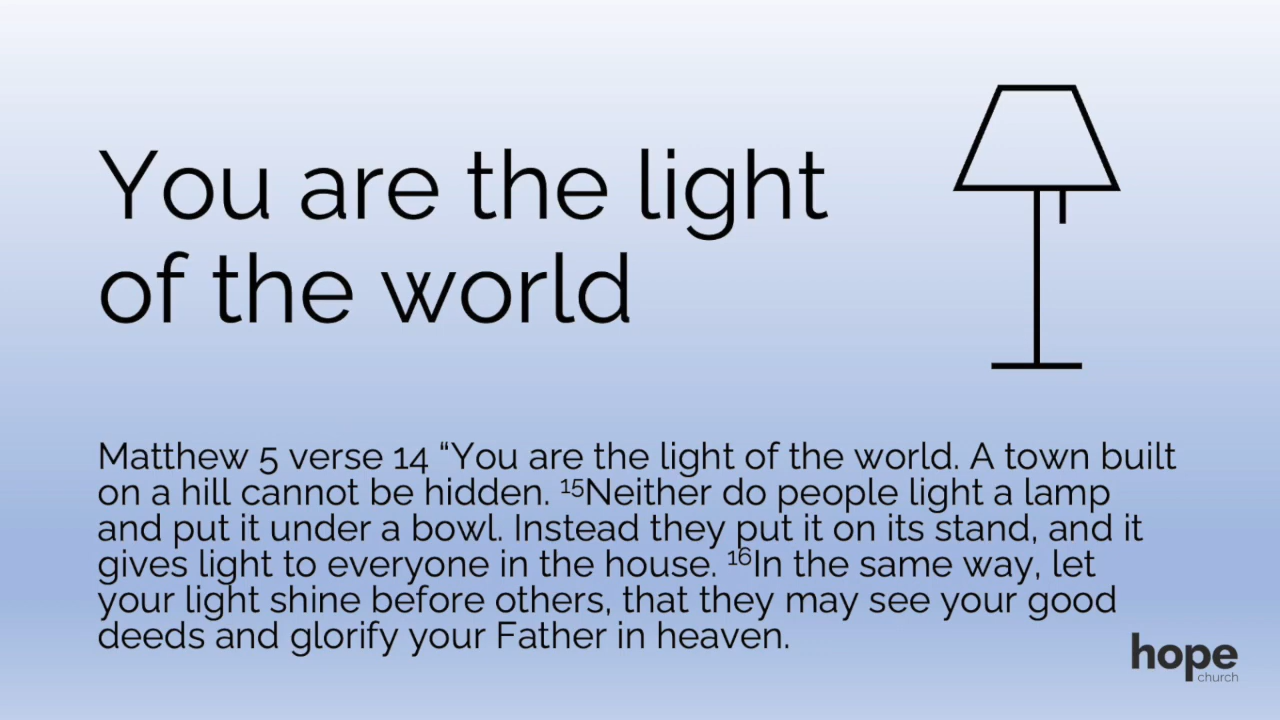 You are the light
of the world
Matthew 5 verse 14 “You are the light of the world. A town built
on a hill cannot be hidden. ¹⁵Neither do people light a lamp
and put it under a bowl. Instead they put it on its stand, and it
gives light to everyone in the house. ¹⁶In the same way, let
your light shine before others, that they may see your good
deeds and glorify your Father in heaven.
hope
church